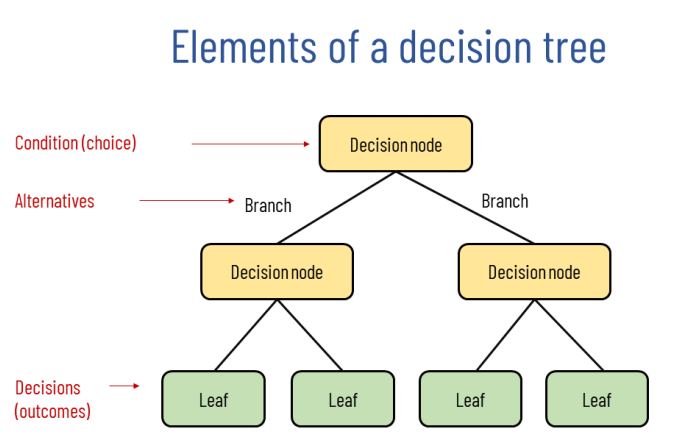 Elements of a decision tree
Condition (choice)
Decision node
Alternatives
Branch
Branch
Decision node
Decision node
Decisions
(outcomes)
Leaf
Leaf
Leaf
Leaf